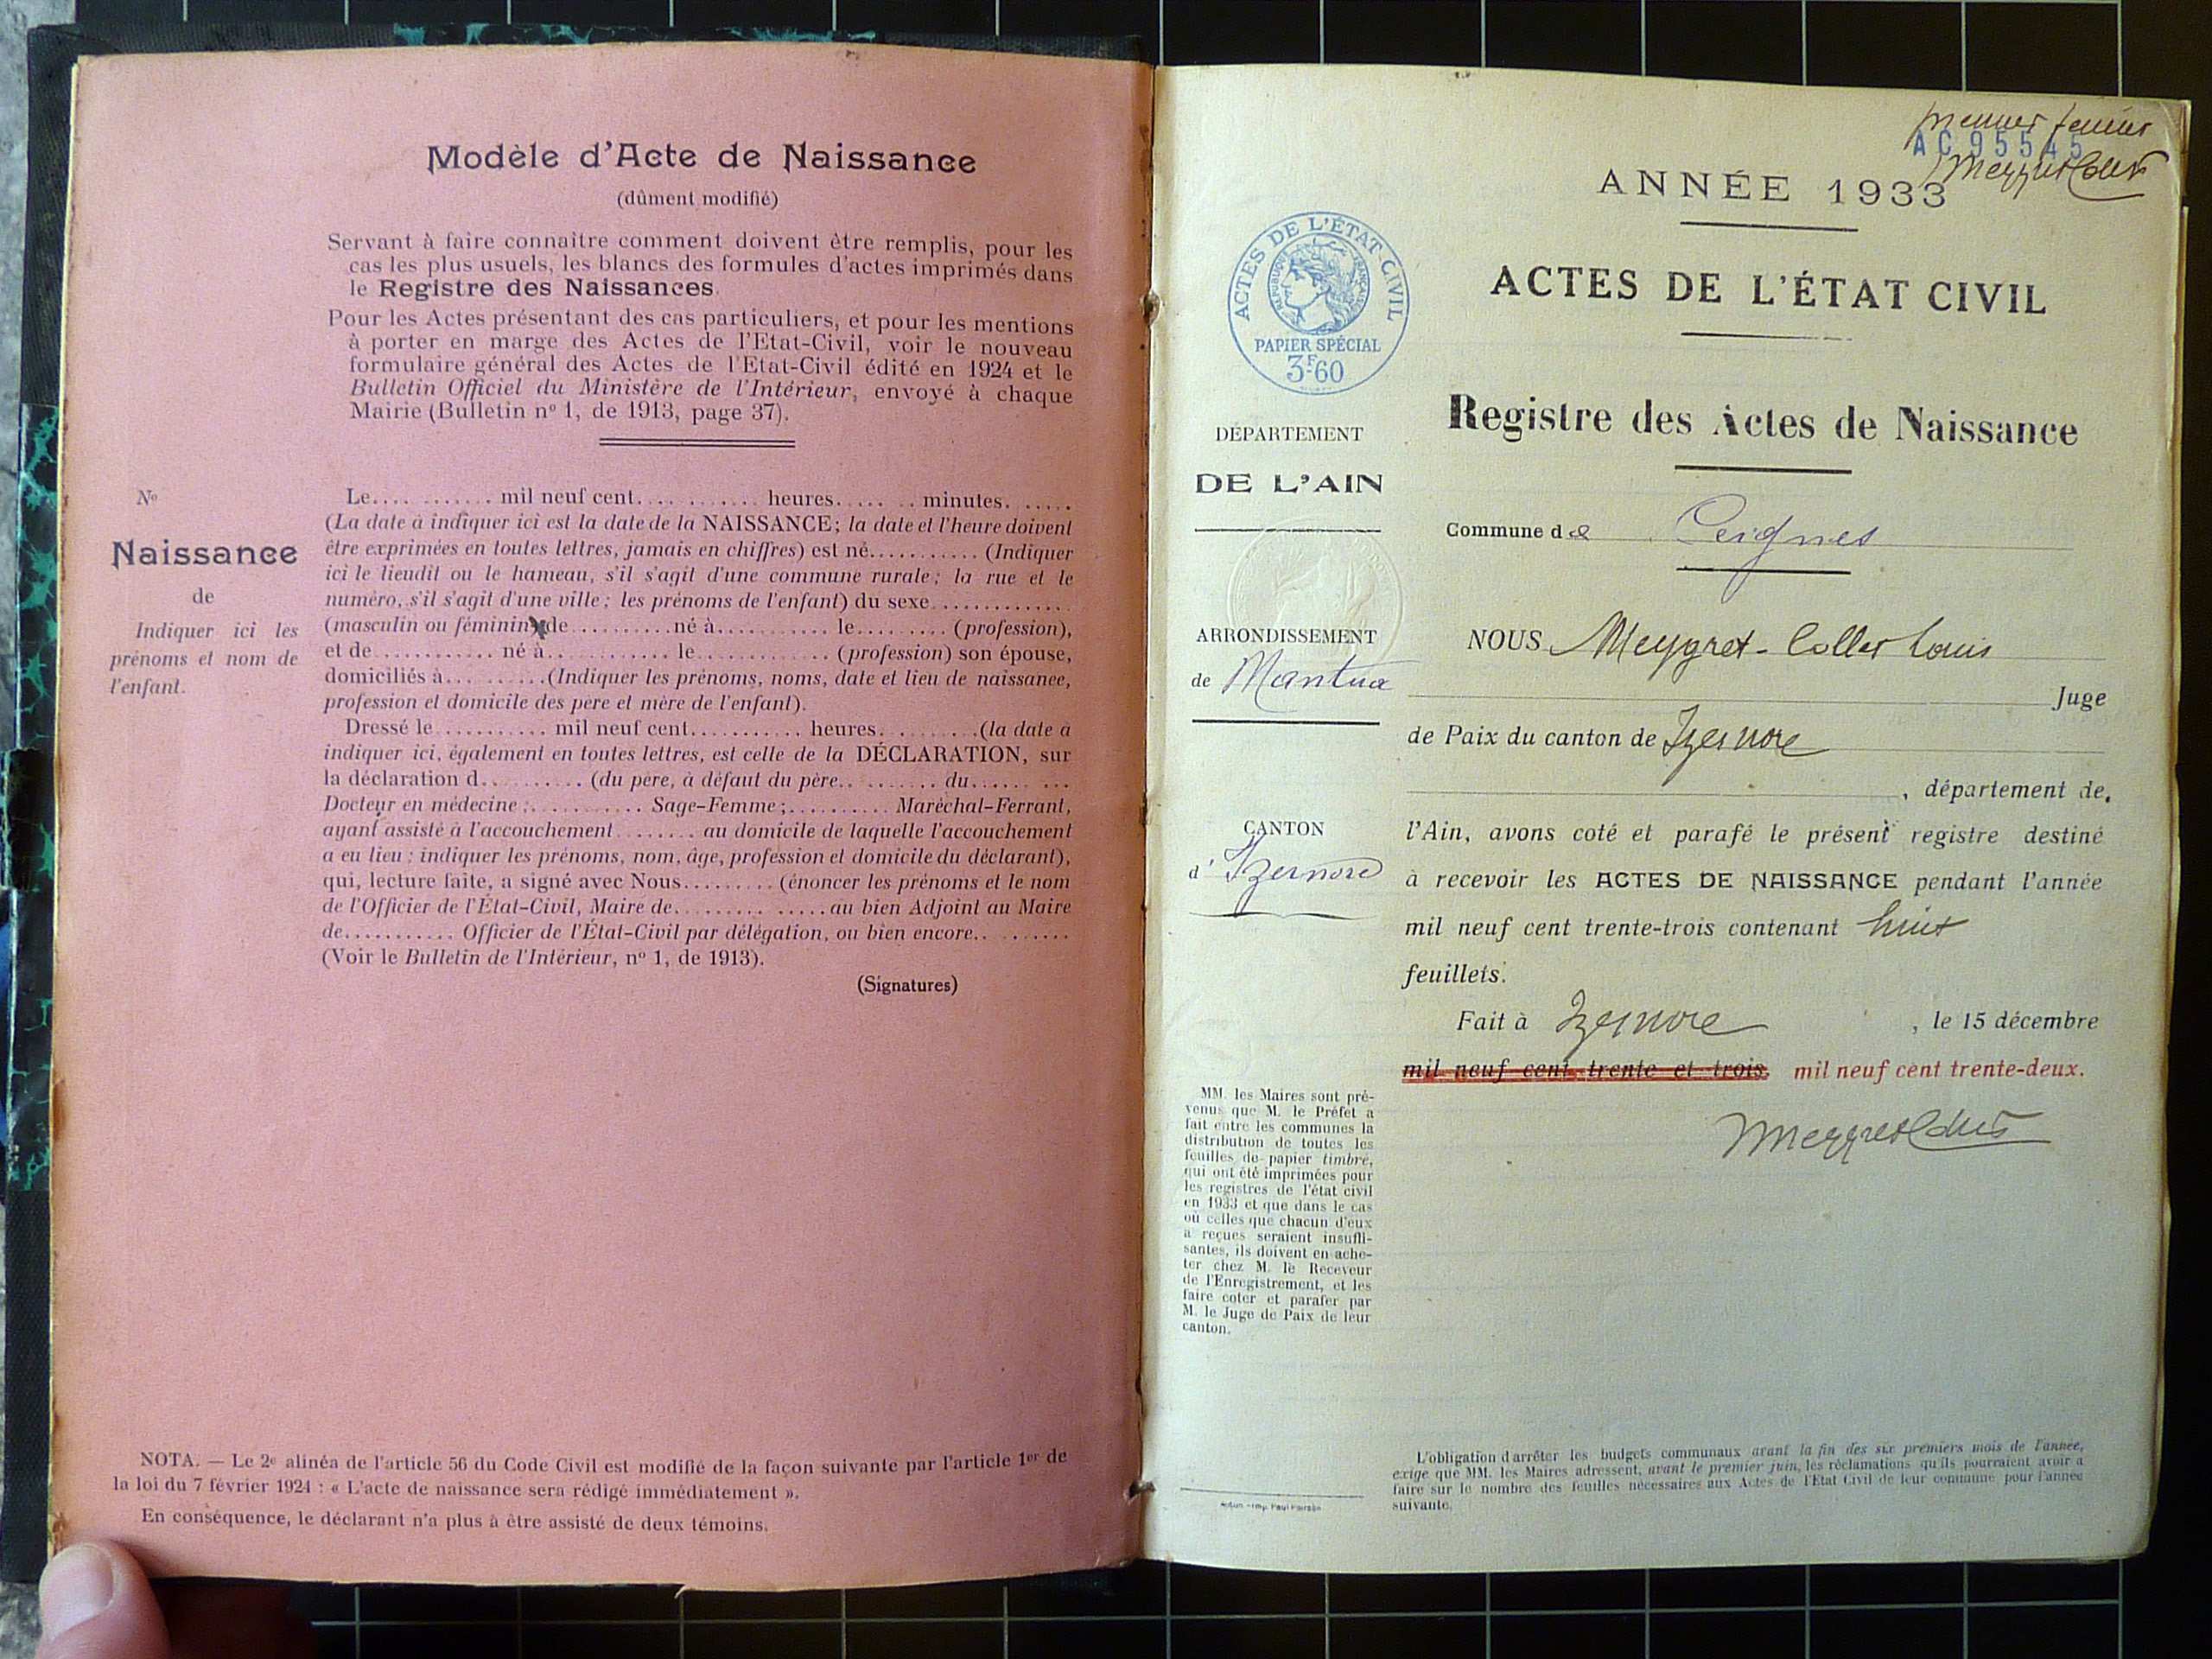 Modèle d'Acte de Naissance
(dûment modifié)
Servant à faire connaître comment doivent être remplis, pour les
cas les plus usuels, les blancs des formules d'actes imprimés dans
le Registre des Naissances.
Pour les Actes présentant des cas particuliers, et pour les mentions
à porter en marge des Actes de l'Etat-Civil, voir le nouveau
formulaire général des Actes de l'Etat-Civil édité en 1924 et le
Bulletin Officiel du Ministère de l'Intérieur, envoyé à chaque
Mairie (Bulletin nº 1, de 1913, page 37).
Nº
Naissance
de
Indiquer ici les
prénoms et nom de
l'enfant.
Le........... mil neuf cent........... heures........ minutes......
(La date à indiquer ici est la date de la NAISSANCE; la date et l'heure doivent
être exprimées en toutes lettres, jamais en chiffres) est né........... (Indiquer
ici le lieudit ou le hameau, s'il s'agit d'une commune rurale; la rue et le
numéro, s'il s'agit d'une ville; les prénoms de l'enfant) du sexe.............
(masculin ou féminin) de..........né à........... le......... (profession),
et de............ né à............ le............. (profession) son épouse,
domiciliés à..........(Indiquer les prénoms, noms, date et lieu de naissance,
profession et domicile des père et mère de l'enfant).
Dressé le........... mil neuf cent........... heures..........(la date à
indiquer ici, également en toutes lettres, est celle de la DÉCLARATION, sur
la déclaration d.......... (du père, à défaut du père.......... du..........
Docteur en médecine;............ Sage-Femme;.......... Maréchal-Ferrant,
ayant assisté à l'accouchement........ au domicile de laquelle l'accouchement
a eu lieu; indiquer les prénoms, nom, âge, profession et domicile du déclarant),
qui, lecture faite, a signé avec Nous......... (énoncer les prénoms et le nom
de l'Officier de l'État-Civil, Maire de...............au bien Adjoint au Maire
de........... Officier de l'État-Civil par délégation, ou bien encore..........
(Voir le Bulletin de l'Intérieur, nº 1, de 1913).
(Signatures)
NOTA. — Le 2e alinéa de l'article 56 du Code Civil est modifié de la façon suivante par l'article 1er de
la loi du 7 février 1924 : « L'acte de naissance sera rédigé immédiatement ».
En conséquence, le déclarant n'a plus à être assisté de deux témoins.
premier feuillet
AC 95545
Meygret Collet
ANNÉE 1933
ACTES DE L'ÉTAT CIVIL
ACTES DE L'ÉTAT-CIVIL
RÉPUBLIQUE FRANÇAISE
PAPIER SPÉCIAL
3F60
Registre des Actes de Naissance
DÉPARTEMENT
DE L'AIN
Commune de Ceignes
ARRONDISSEMENT
de Mantua
NOUS Meygret-Collet Louis
Juge
de Paix du canton de Izernore
, département de
CANTON
d' Izernore
l'Ain, avons coté et parafé le présent registre destiné
à recevoir les ACTES DE NAISSANCE pendant l'année
mil neuf cent trente-trois contenant huit
feuillets.
Fait à Izernore , le 15 décembre
mil neuf cent trente et trois mil neuf cent trente-deux.
Meygret Collet
MM. les Maires sont pré-
venus que M. le Préfet a
fait entre les communes la
distribution de toutes les
feuilles de papier timbré,
qui ont été imprimées pour
les registres de l'état civil
en 1933 et que dans le cas
où celles que chacun d'eux
a reçues seraient insuffi-
santes, ils doivent en ache-
ter chez M. le Receveur
de l'Enregistrement, et les
faire coter et parafer par
M. le Juge de Paix de leur
canton.
L'obligation d'arrêter les budgets communaux avant la fin des six premiers mois de l'année,
exige que MM. les Maires adressent, avant le premier juin, les réclamations qu'ils pourraient avoir à
faire sur le nombre des feuilles nécessaires aux Actes de l'Etat Civil de leur commune pour l'année
suivante.